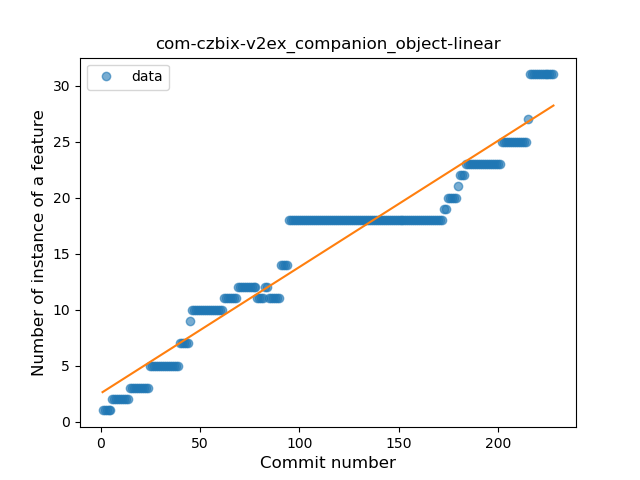 com-czbix-v2ex_companion_object-linear
data
Number of instance of a feature
30
25
20
15
10
5
0
0 50 100 150 200
Commit number